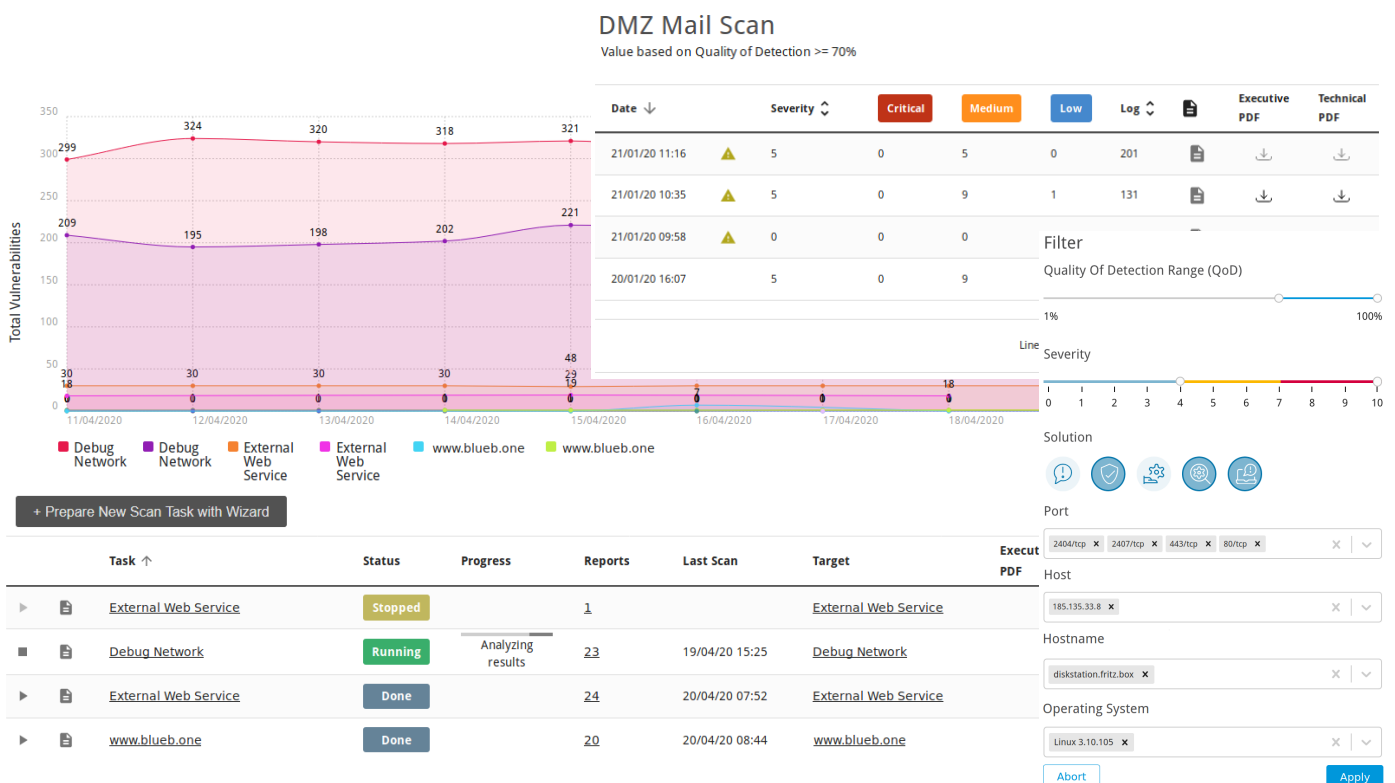 DMZ Mail Scan
Value based on Quality of Detection >= 70%
Date Severity Critical Medium Low Log Executive PDF Technical PDF
21/01/20 11:16 5 0 5 0 201
21/01/20 10:35 5 0 9 1 131
21/01/20 09:58 0 0 0
20/01/20 16:07 5 0 9
Line
Total Vulnerabilities
350
300
250
200
150
100
50
0
299 324 320 318 321
209 195 198 202 221
48
30 30 30 30 29
18 19 7 18
0 0 0 0 0 0
11/04/2020 12/04/2020 13/04/2020 14/04/2020 15/04/2020 16/04/2020 17/04/2020 18/04/2020
Debug Network
Debug Network
External Web Service
External Web Service
www.blueb.one
www.blueb.one
+ Prepare New Scan Task with Wizard
Task Status Progress Reports Last Scan Target Execut PDF
External Web Service Stopped 1 External Web Service
Debug Network Running Analyzing results 23 19/04/20 15:25 Debug Network
External Web Service Done 24 20/04/20 07:52 External Web Service
www.blueb.one Done 20 20/04/20 08:44 www.blueb.one
Filter
Quality Of Detection Range (QoD)
1% 100%
Severity
0 1 2 3 4 5 6 7 8 9 10
Solution
Port
2404/tcp × 2407/tcp × 443/tcp × 80/tcp ×
Host
185.135.33.8 ×
Hostname
diskstation.fritz.box ×
Operating System
Linux 3.10.105 ×
Abort Apply